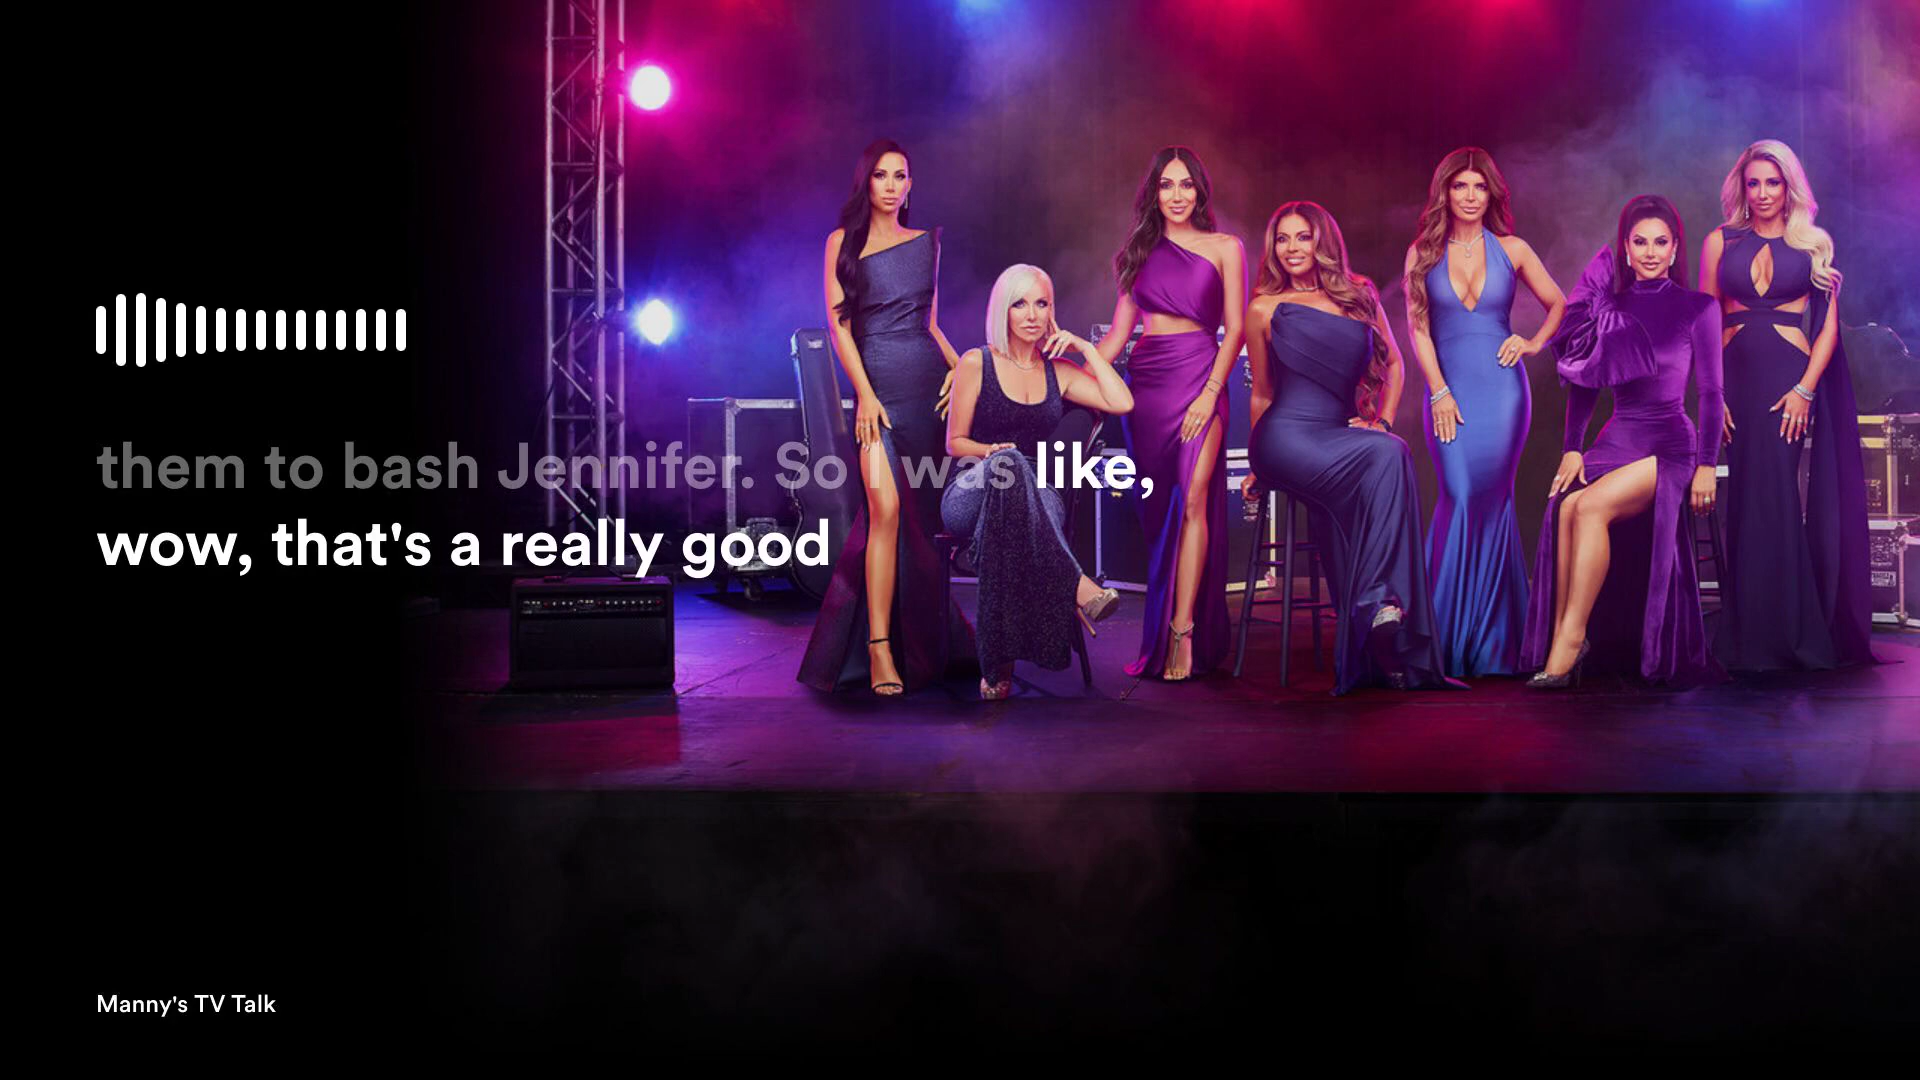 them to bash Jennifer. So I was like,
wow, that's a really good
Manny's TV Talk